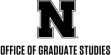 N
OFFICE OF GRADUATE STUDIES